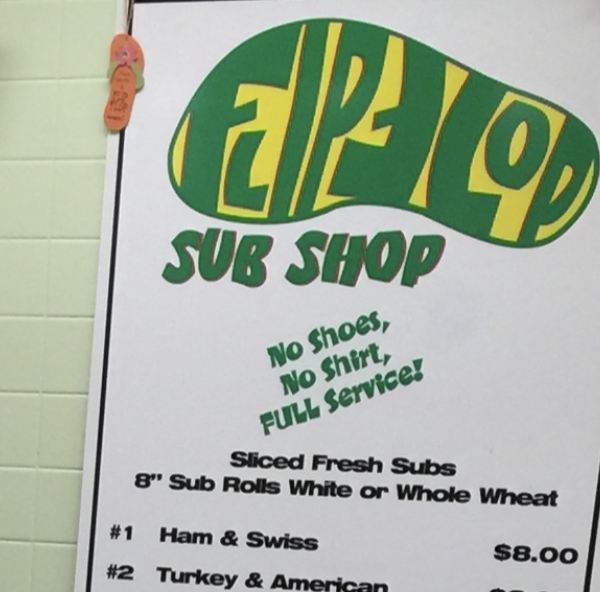 FLIP-FLOP
SUB SHOP
No Shoes,
No Shirt,
FULL Service!
Sliced Fresh Subs
8" Sub Rolls White or Whole Wheat
#1 Ham & Swiss $8.00
#2 Turkey & American